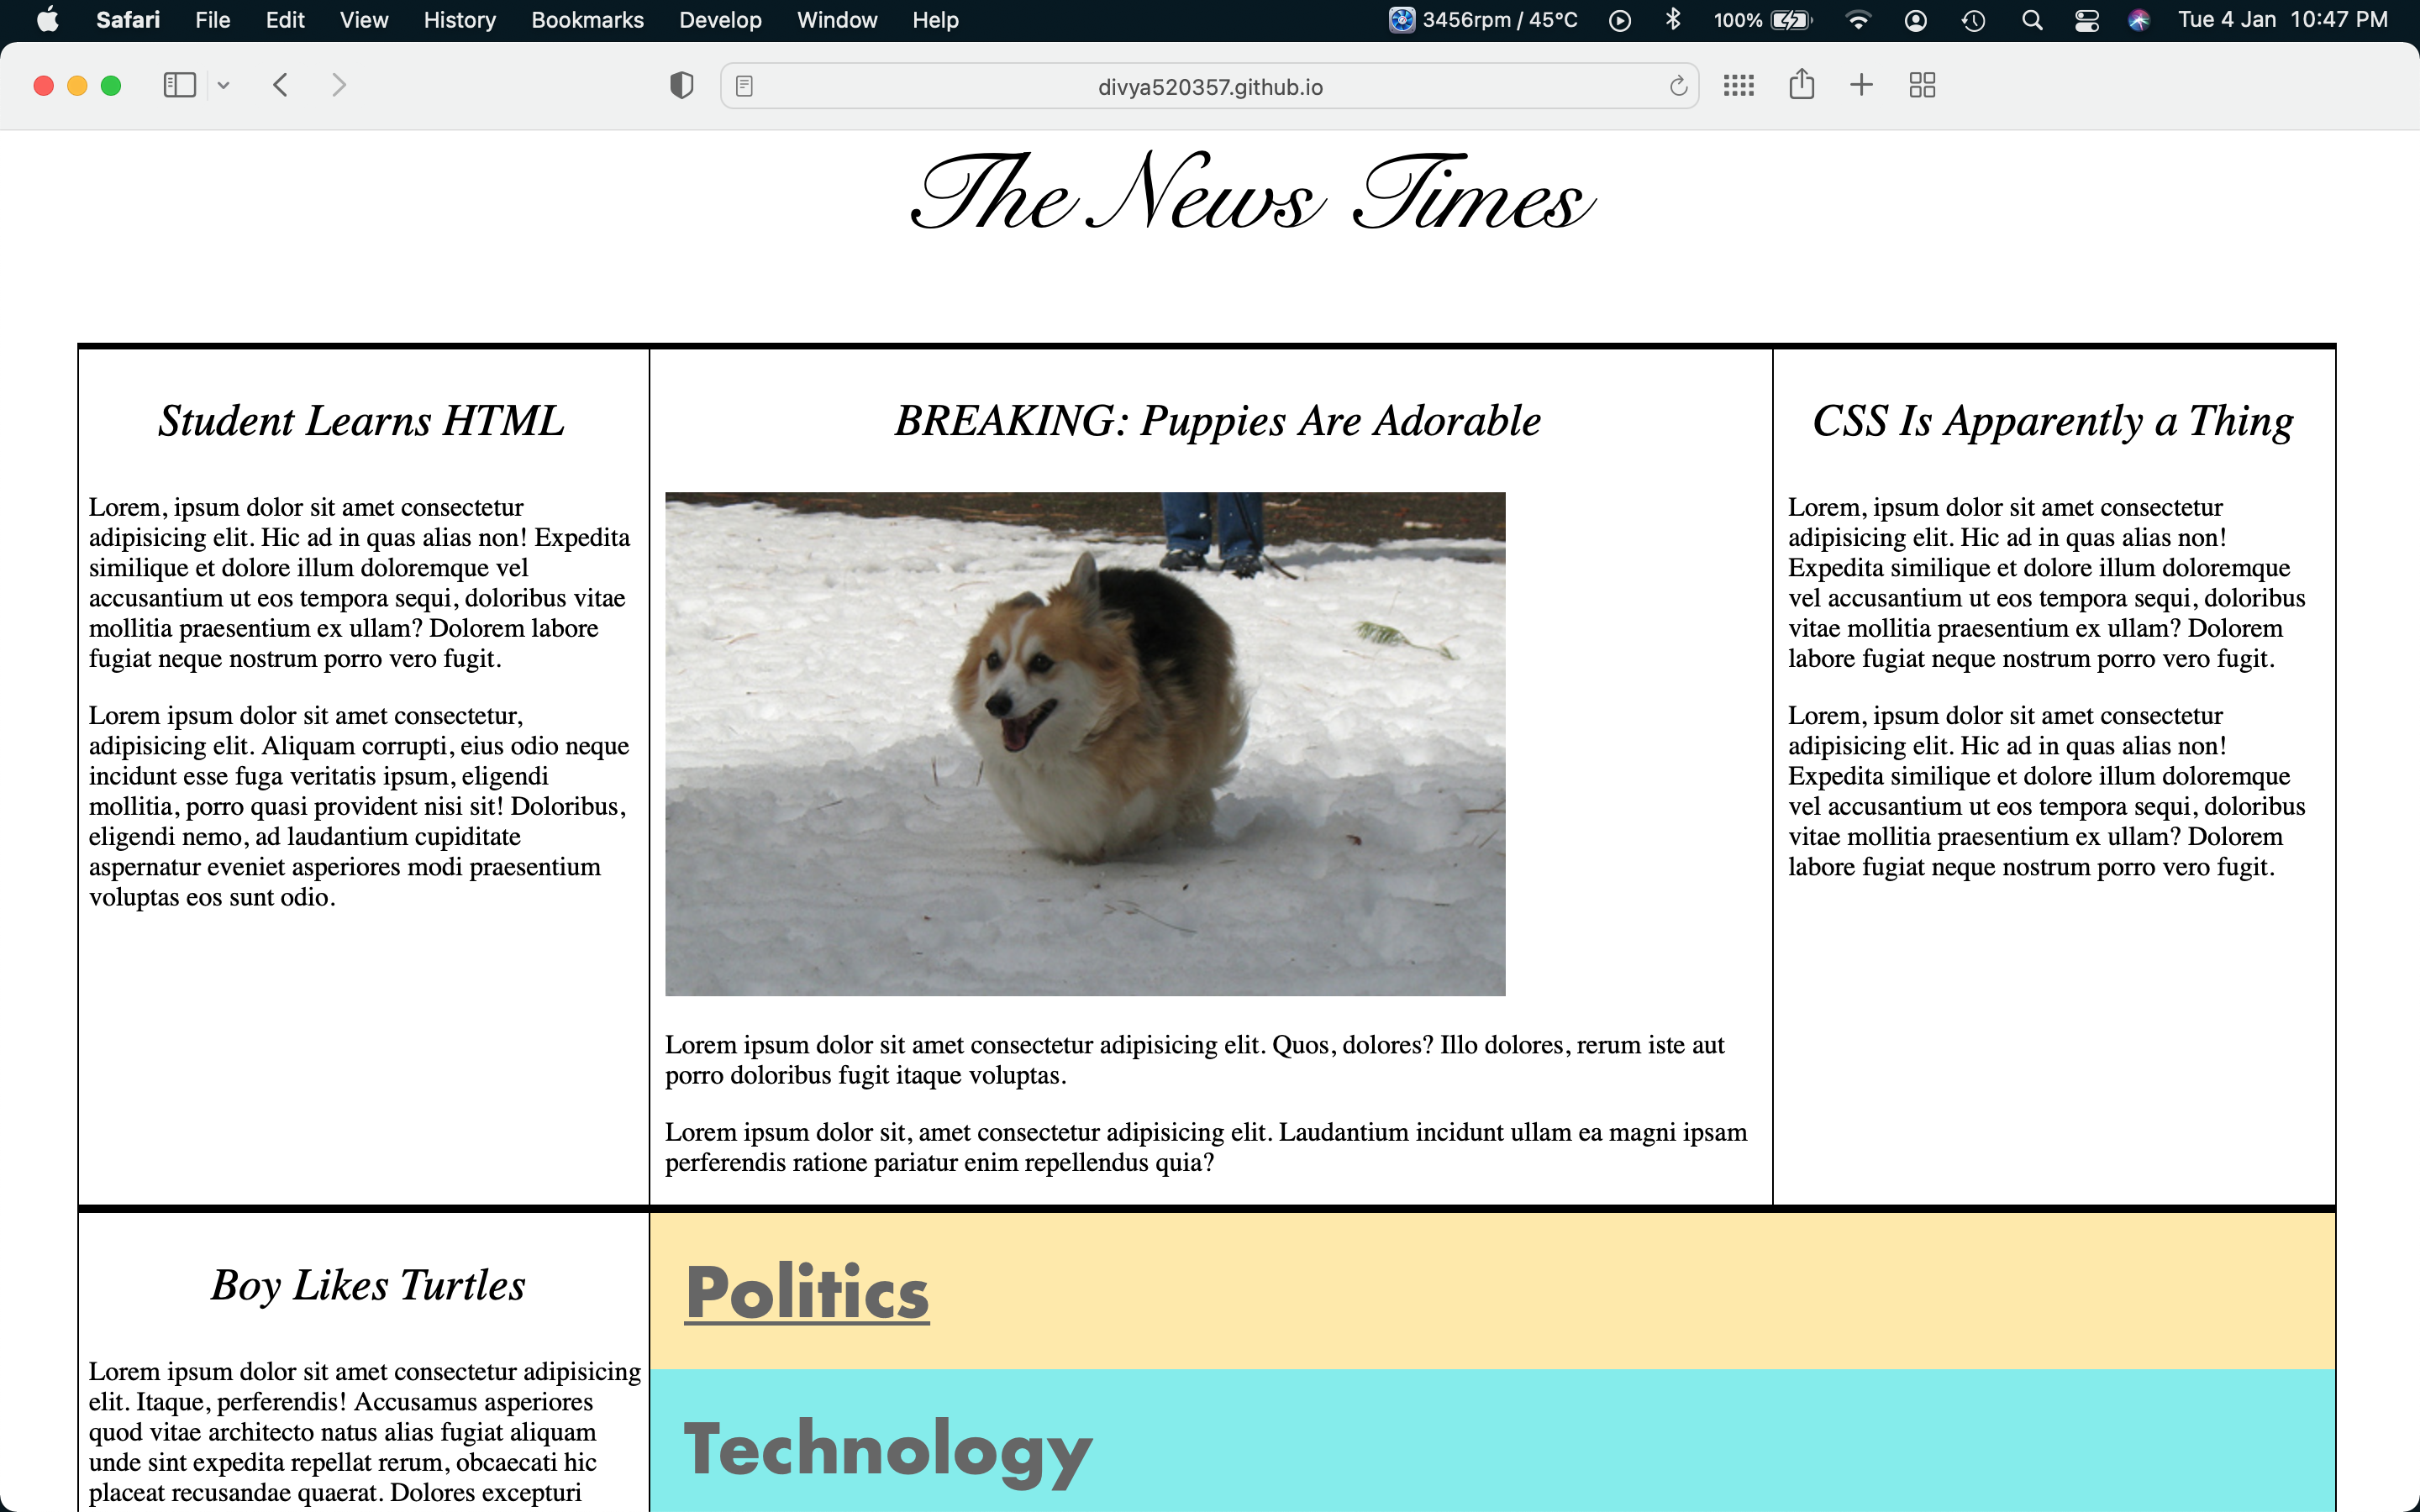 Safari File Edit View History Bookmarks Develop Window Help 3456rpm / 45°C 100% Tue 4 Jan 10:47 PM
divya520357.github.io
The News Times
Student Learns HTML
Lorem, ipsum dolor sit amet consectetur
adipisicing elit. Hic ad in quas alias non! Expedita
similique et dolore illum doloremque vel
accusantium ut eos tempora sequi, doloribus vitae
mollitia praesentium ex ullam? Dolorem labore
fugiat neque nostrum porro vero fugit.
Lorem ipsum dolor sit amet consectetur,
adipisicing elit. Aliquam corrupti, eius odio neque
incidunt esse fuga veritatis ipsum, eligendi
mollitia, porro quasi provident nisi sit! Doloribus,
eligendi nemo, ad laudantium cupiditate
aspernatur eveniet asperiores modi praesentium
voluptas eos sunt odio.
BREAKING: Puppies Are Adorable
Lorem ipsum dolor sit amet consectetur adipisicing elit. Quos, dolores? Illo dolores, rerum iste aut
porro doloribus fugit itaque voluptas.
Lorem ipsum dolor sit, amet consectetur adipisicing elit. Laudantium incidunt ullam ea magni ipsam
perferendis ratione pariatur enim repellendus quia?
CSS Is Apparently a Thing
Lorem, ipsum dolor sit amet consectetur
adipisicing elit. Hic ad in quas alias non!
Expedita similique et dolore illum doloremque
vel accusantium ut eos tempora sequi, doloribus
vitae mollitia praesentium ex ullam? Dolorem
labore fugiat neque nostrum porro vero fugit.
Lorem, ipsum dolor sit amet consectetur
adipisicing elit. Hic ad in quas alias non!
Expedita similique et dolore illum doloremque
vel accusantium ut eos tempora sequi, doloribus
vitae mollitia praesentium ex ullam? Dolorem
labore fugiat neque nostrum porro vero fugit.
Boy Likes Turtles
Lorem ipsum dolor sit amet consectetur adipisicing
elit. Itaque, perferendis! Accusamus asperiores
quod vitae architecto natus alias fugiat aliquam
unde sint expedita repellat rerum, obcaecati hic
placeat recusandae quaerat. Dolores excepturi
Politics
Technology